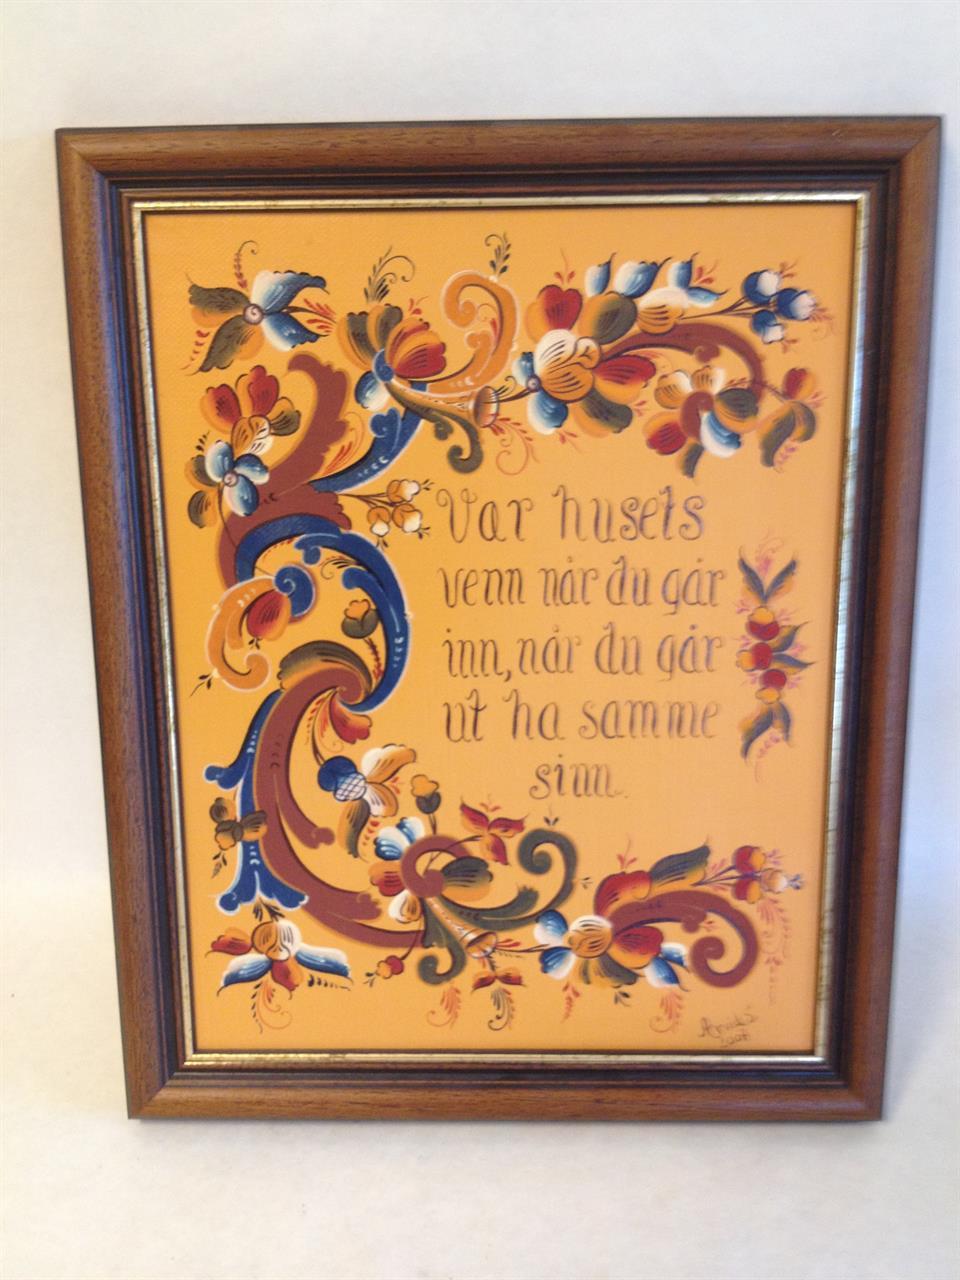 Var husets
venn når du går
inn, når du går
ut ha samme
sinn.